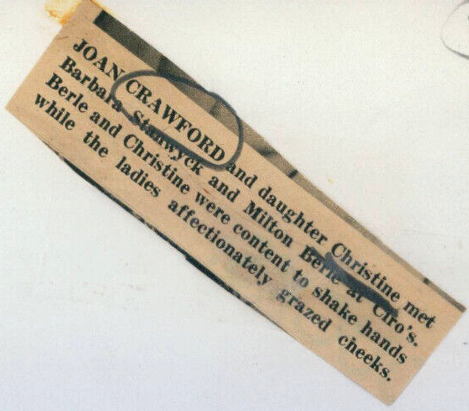 JOAN CRAWFORD and daughter Christine met
Barbara Stanwyck and Milton Berle at Ciro's.
Berle and Christine were content to shake hands
while the ladies affectionately grazed cheeks.